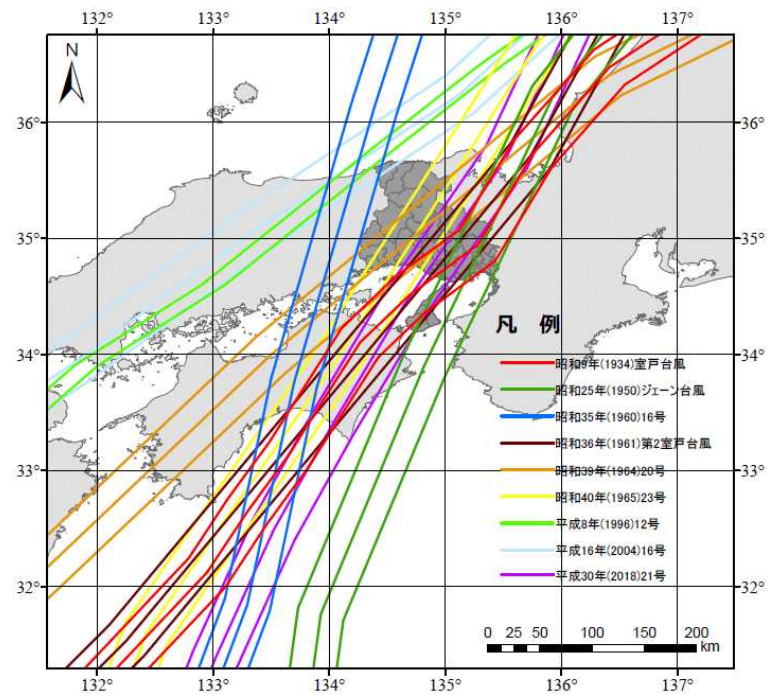 132° 133° 134° 135° 136° 137°
N
36° 36°
35° 35°
34° 34°
33° 33°
32° 32°
凡 例
昭和9年(1934)室戸台風
昭和25年(1950)ジェーン台風
昭和35年(1960)16号
昭和36年(1961)第2室戸台風
昭和39年(1964)20号
昭和40年(1965)23号
平成8年(1996)12号
平成16年(2004)16号
平成30年(2018)21号
0 25 50 100 150 200
km
132° 133° 134° 135° 136° 137°